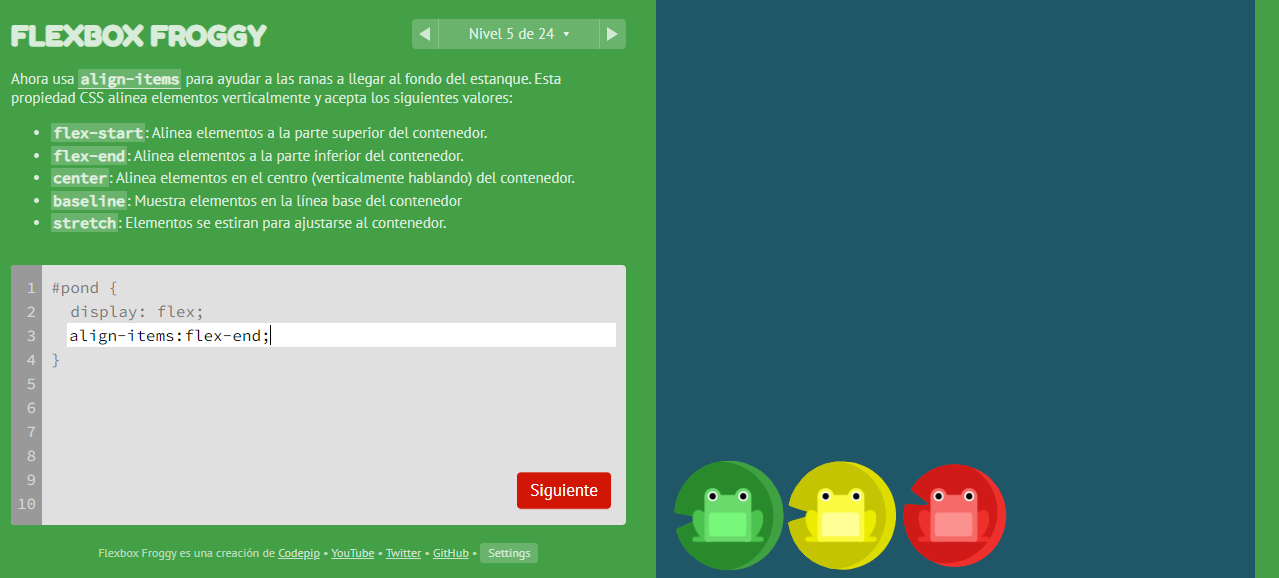 FLEXBOX FROGGY
Nivel 5 de 24
Ahora usa align-items para ayudar a las ranas a llegar al fondo del estanque. Esta
propiedad CSS alinea elementos verticalmente y acepta los siguientes valores:
• flex-start: Alinea elementos a la parte superior del contenedor.
• flex-end: Alinea elementos a la parte inferior del contenedor.
• center: Alinea elementos en el centro (verticalmente hablando) del contenedor.
• baseline: Muestra elementos en la línea base del contenedor
• stretch: Elementos se estiran para ajustarse al contenedor.
1 #pond {
2 display: flex;
3 align-items:flex-end;
4 }
5
6
7
8
9
10
Siguiente
Flexbox Froggy es una creación de Codepip • YouTube • Twitter • GitHub • Settings